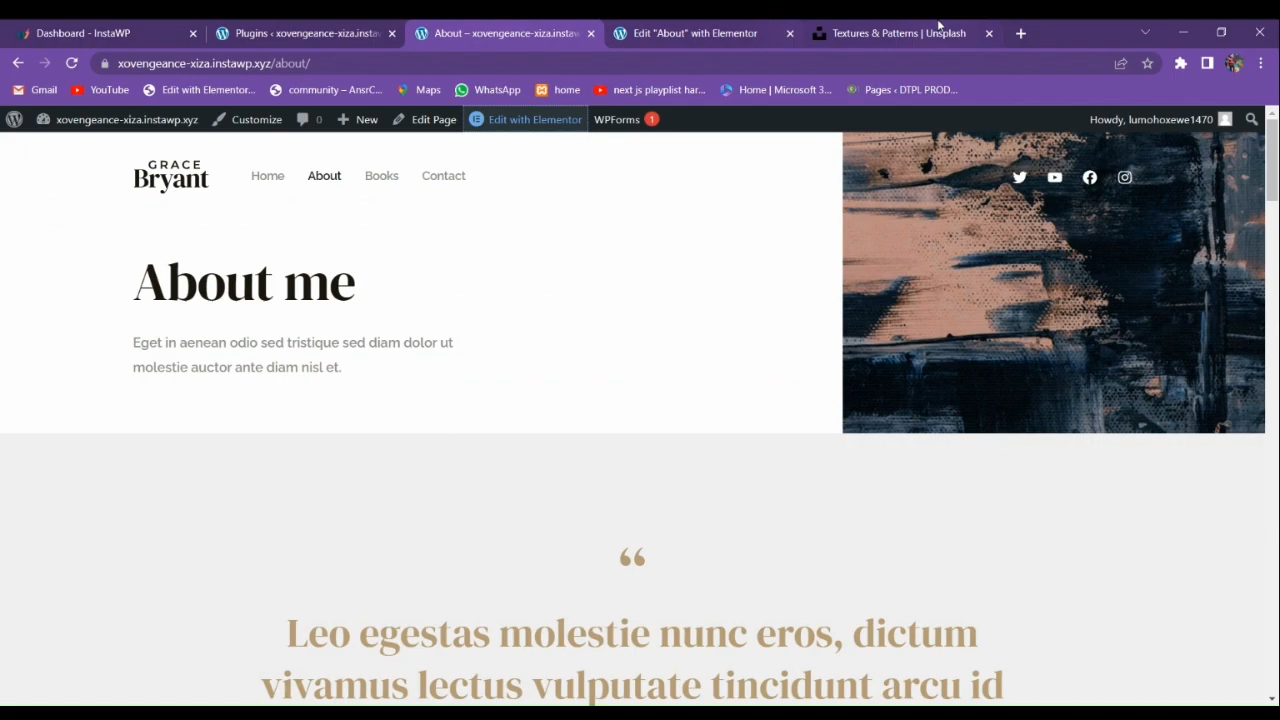 Dashboard - InstaWP
Plugins ‹ xovengeance-xiza.insta
About – xovengeance-xiza.instaw
Edit "About" with Elementor
Textures & Patterns | Unsplash
xovengeance-xiza.instawp.xyz/about/
Gmail
YouTube
Edit with Elementor...
community – AnsrC...
Maps
WhatsApp
home
next js playlist har...
Home | Microsoft 3...
Pages ‹ DTPL PROD...
xovengeance-xiza.instawp.xyz
Customize
0
New
Edit Page
Edit with Elementor
WPForms 1
Howdy, lumohoxewe1470
GRACE
Bryant
Home
About
Books
Contact
About me
Eget in aenean odio sed tristique sed diam dolor ut
molestie auctor ante diam nisl et.
“
Leo egestas molestie nunc eros, dictum
vivamus lectus vulputate tincidunt arcu id